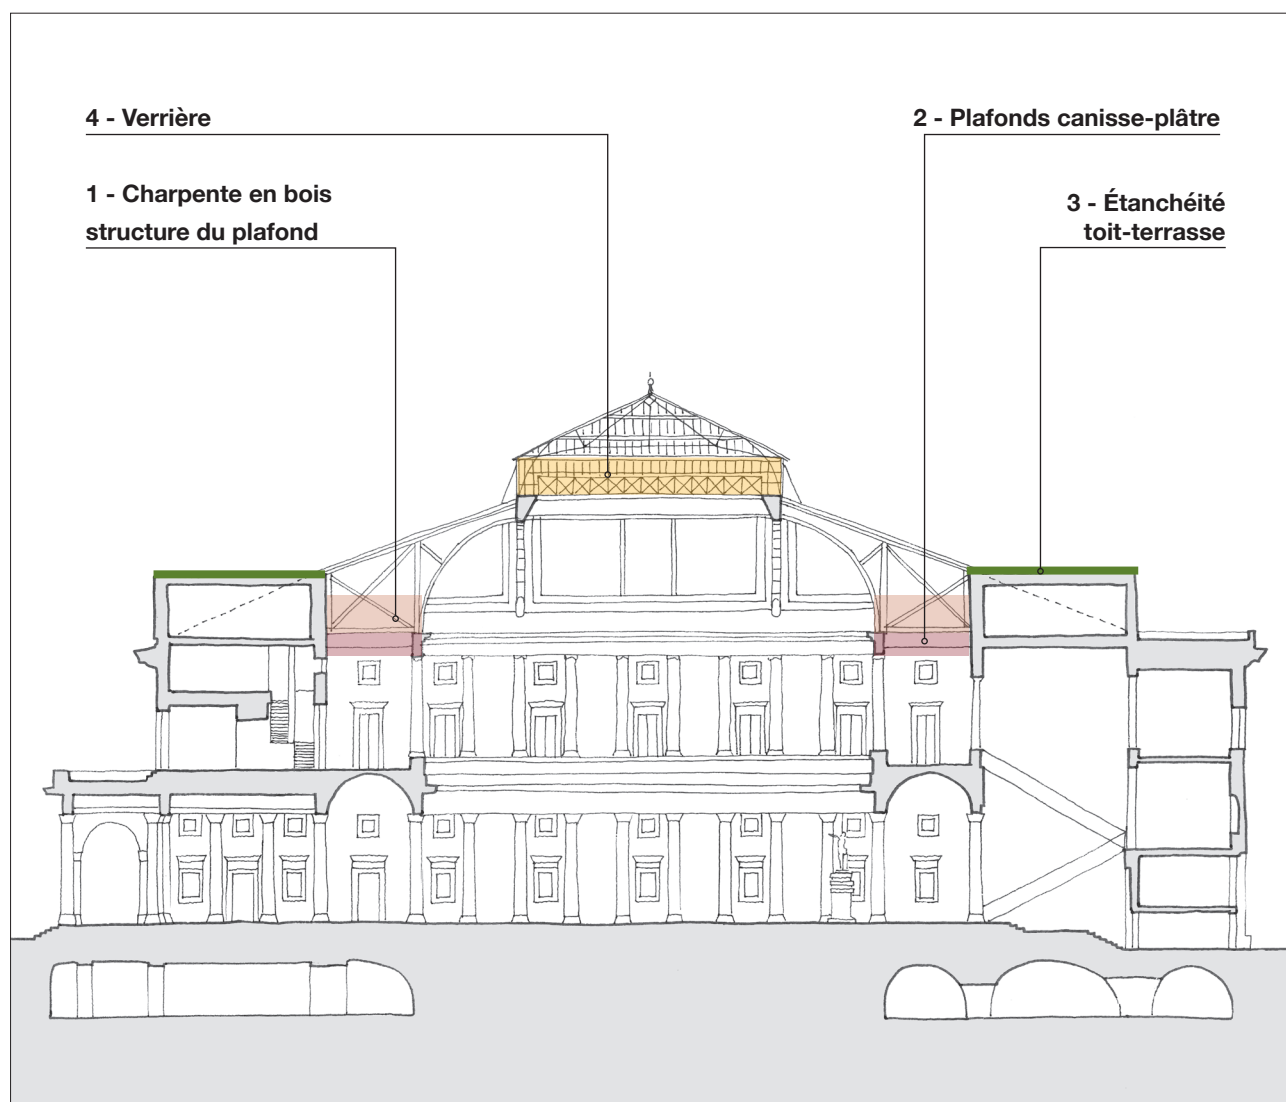 4 - Verrière
2 - Plafonds canisse-plâtre
1 - Charpente en bois
structure du plafond
3 - Étanchéité
toit-terrasse